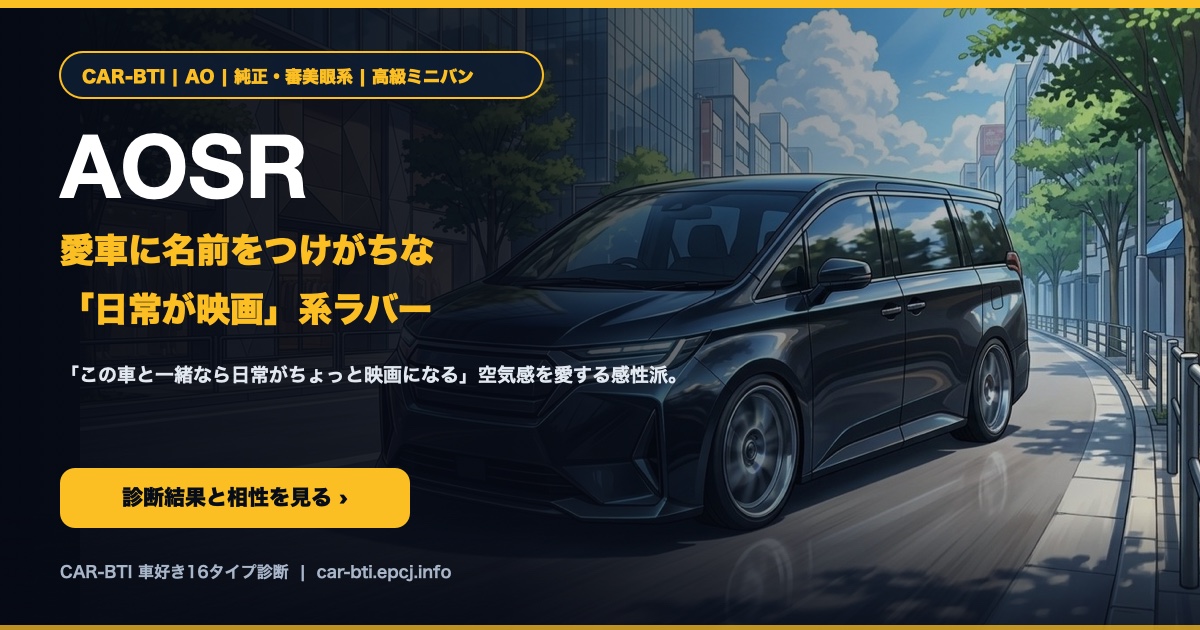 CAR-BTI | AO | 純正・審美眼系 | 高級ミニバン
AOSR
愛車に名前をつけがちな
「日常が映画」系ラバー
「この車と一緒なら日常がちょっと映画になる」空気感を愛する感性派。
診断結果と相性を見る ›
CAR-BTI 車好き16タイプ診断 | car-bti.epcj.info